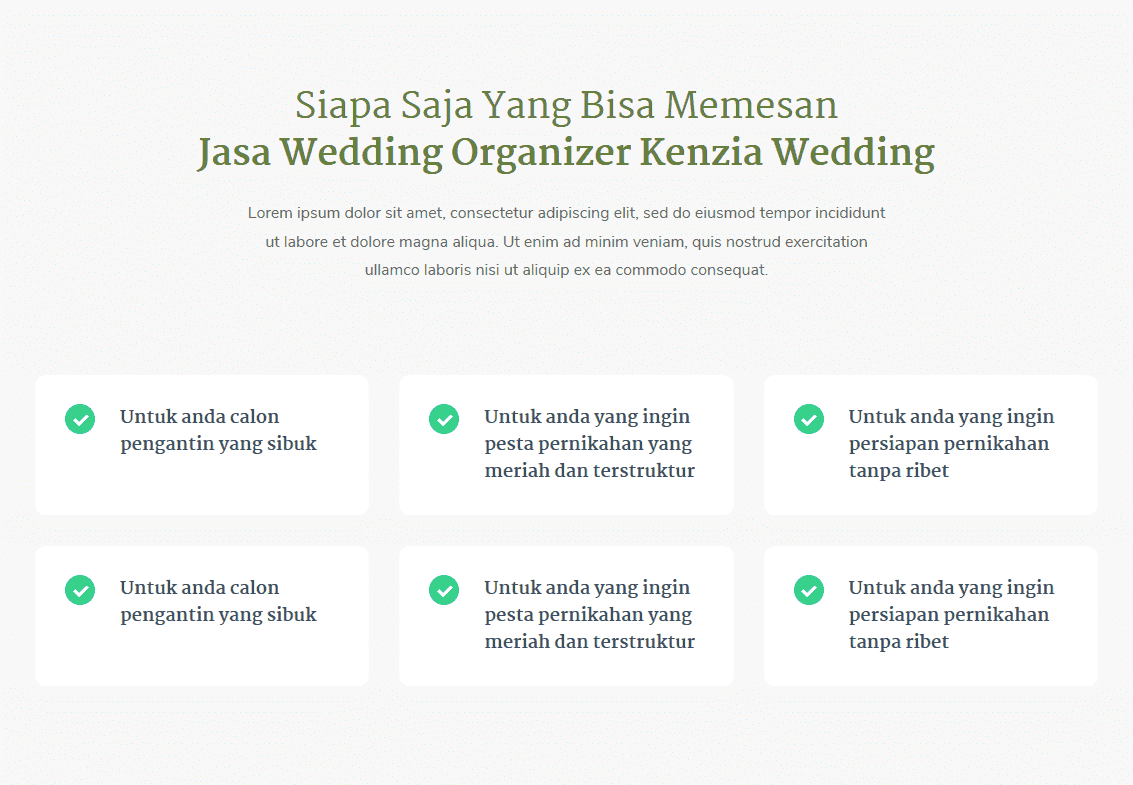 Siapa Saja Yang Bisa Memesan
Jasa Wedding Organizer Kenzia Wedding
Lorem ipsum dolor sit amet, consectetur adipiscing elit, sed do eiusmod tempor incididunt
ut labore et dolore magna aliqua. Ut enim ad minim veniam, quis nostrud exercitation
ullamco laboris nisi ut aliquip ex ea commodo consequat.
Untuk anda calon
pengantin yang sibuk
Untuk anda yang ingin
pesta pernikahan yang
meriah dan terstruktur
Untuk anda yang ingin
persiapan pernikahan
tanpa ribet
Untuk anda calon
pengantin yang sibuk
Untuk anda yang ingin
pesta pernikahan yang
meriah dan terstruktur
Untuk anda yang ingin
persiapan pernikahan
tanpa ribet